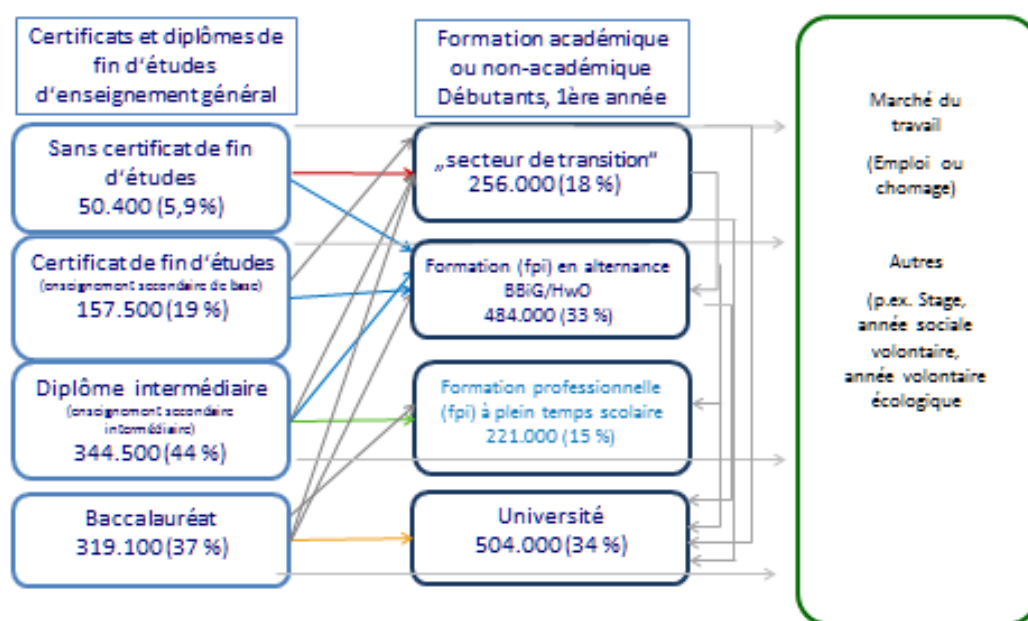 Certificats et diplômes de
fin d'études
d'enseignement général
Sans certificat de fin
d'études
50.400 (5,9 %)
Certificat de fin d'études
(enseignement secondaire de base)
157.500 (19 %)
Diplôme intermédiaire
(enseignement secondaire
intermédiaire)
344.500 (44 %)
Baccalauréat
319.100 (37 %)
Formation académique
ou non-académique
Débutants, 1ère année
„secteur de transition“
256.000 (18 %)
Formation (fpi) en alternance
BBiG/HwO
484.000 (33 %)
Formation professionnelle
(fpi) à plein temps scolaire
221.000 (15 %)
Université
504.000 (34 %)
Marché du
travail
(Emploi ou
chomage)
Autres
(p.ex. Stage,
année sociale
volontaire,
année volontaire
écologique